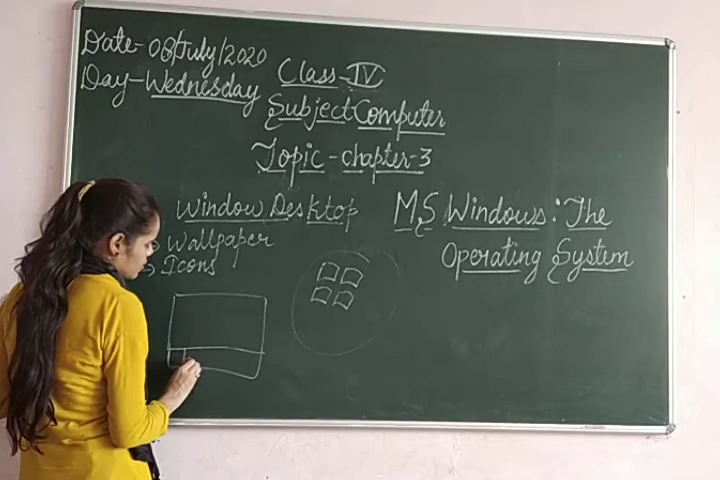 Date- 08/July/2020
Day-Wednesday
Class-IV
Subject Computer
Topic - chapter-3
Window Desktop
Wallpaper
Icons
MS Windows: The
Operating System